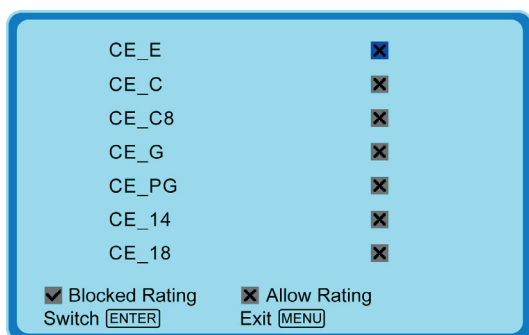 CE_E
CE_C
CE_C8
CE_G
CE_PG
CE_14
CE_18
Blocked Rating Allow Rating
Switch ENTER Exit MENU